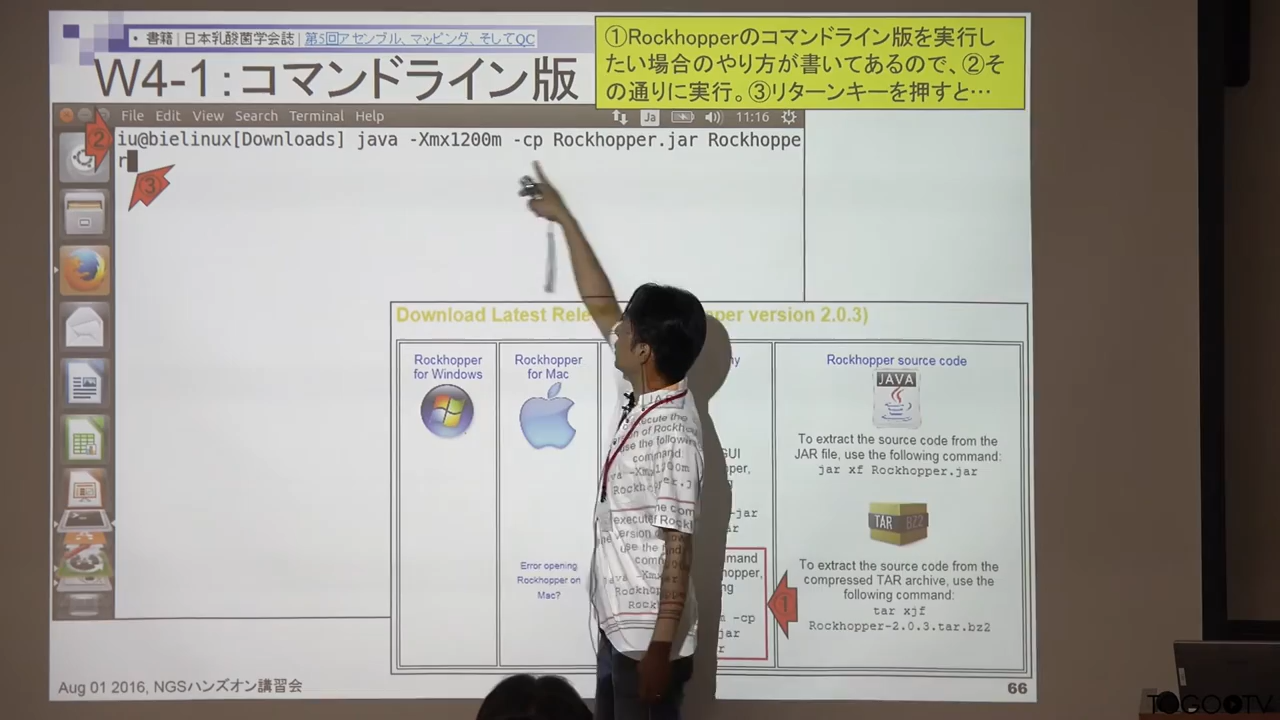 • 書籍 | 日本乳酸菌学会誌 | 第5回アセンブル、マッピング、そしてQC
W4-1:コマンドライン版
①Rockhopperのコマンドライン版を実行し
たい場合のやり方が書いてあるので、②そ
の通りに実行。③リターンキーを押すと…
File Edit View Search Terminal Help
Ja 11:16
iu@bielinux[Downloads] java -Xmx1200m -cp Rockhopper.jar Rockhoppe
r
②
③
Download Latest Rele
per version 2.0.3)
Rockhopper
for Windows
Rockhopper
for Mac
Error opening
Rockhopper on
Mac?
Rockhopper source code
JAVA
To extract the source code from the
JAR file, use the following command:
jar xf Rockhopper.jar
TAR BZ2
To extract the source code from the
compressed TAR archive, use the
following command:
tar xjf
Rockhopper-2.0.3.tar.bz2
①
GUI
-jar
-cp
Aug 01 2016, NGSハンズオン講習会
66
TOGOTV